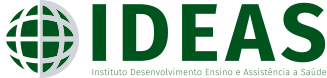 IDEAS
Instituto Desenvolvimento Ensino e Assistência a Saúde